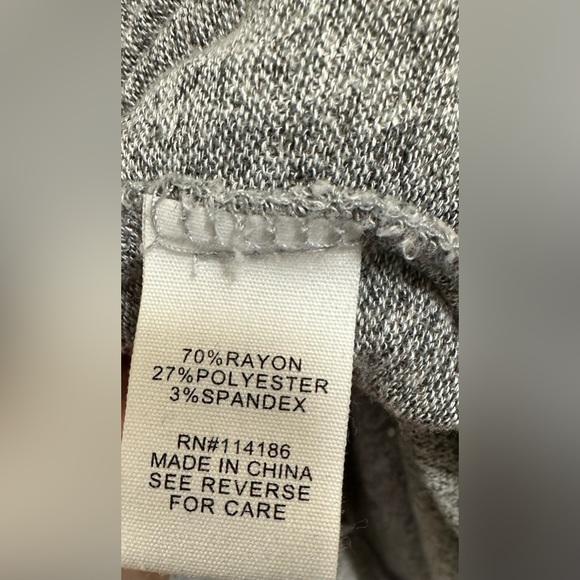 70%RAYON
27%POLYESTER
3%SPANDEX
RN#114186
MADE IN CHINA
SEE REVERSE
FOR CARE